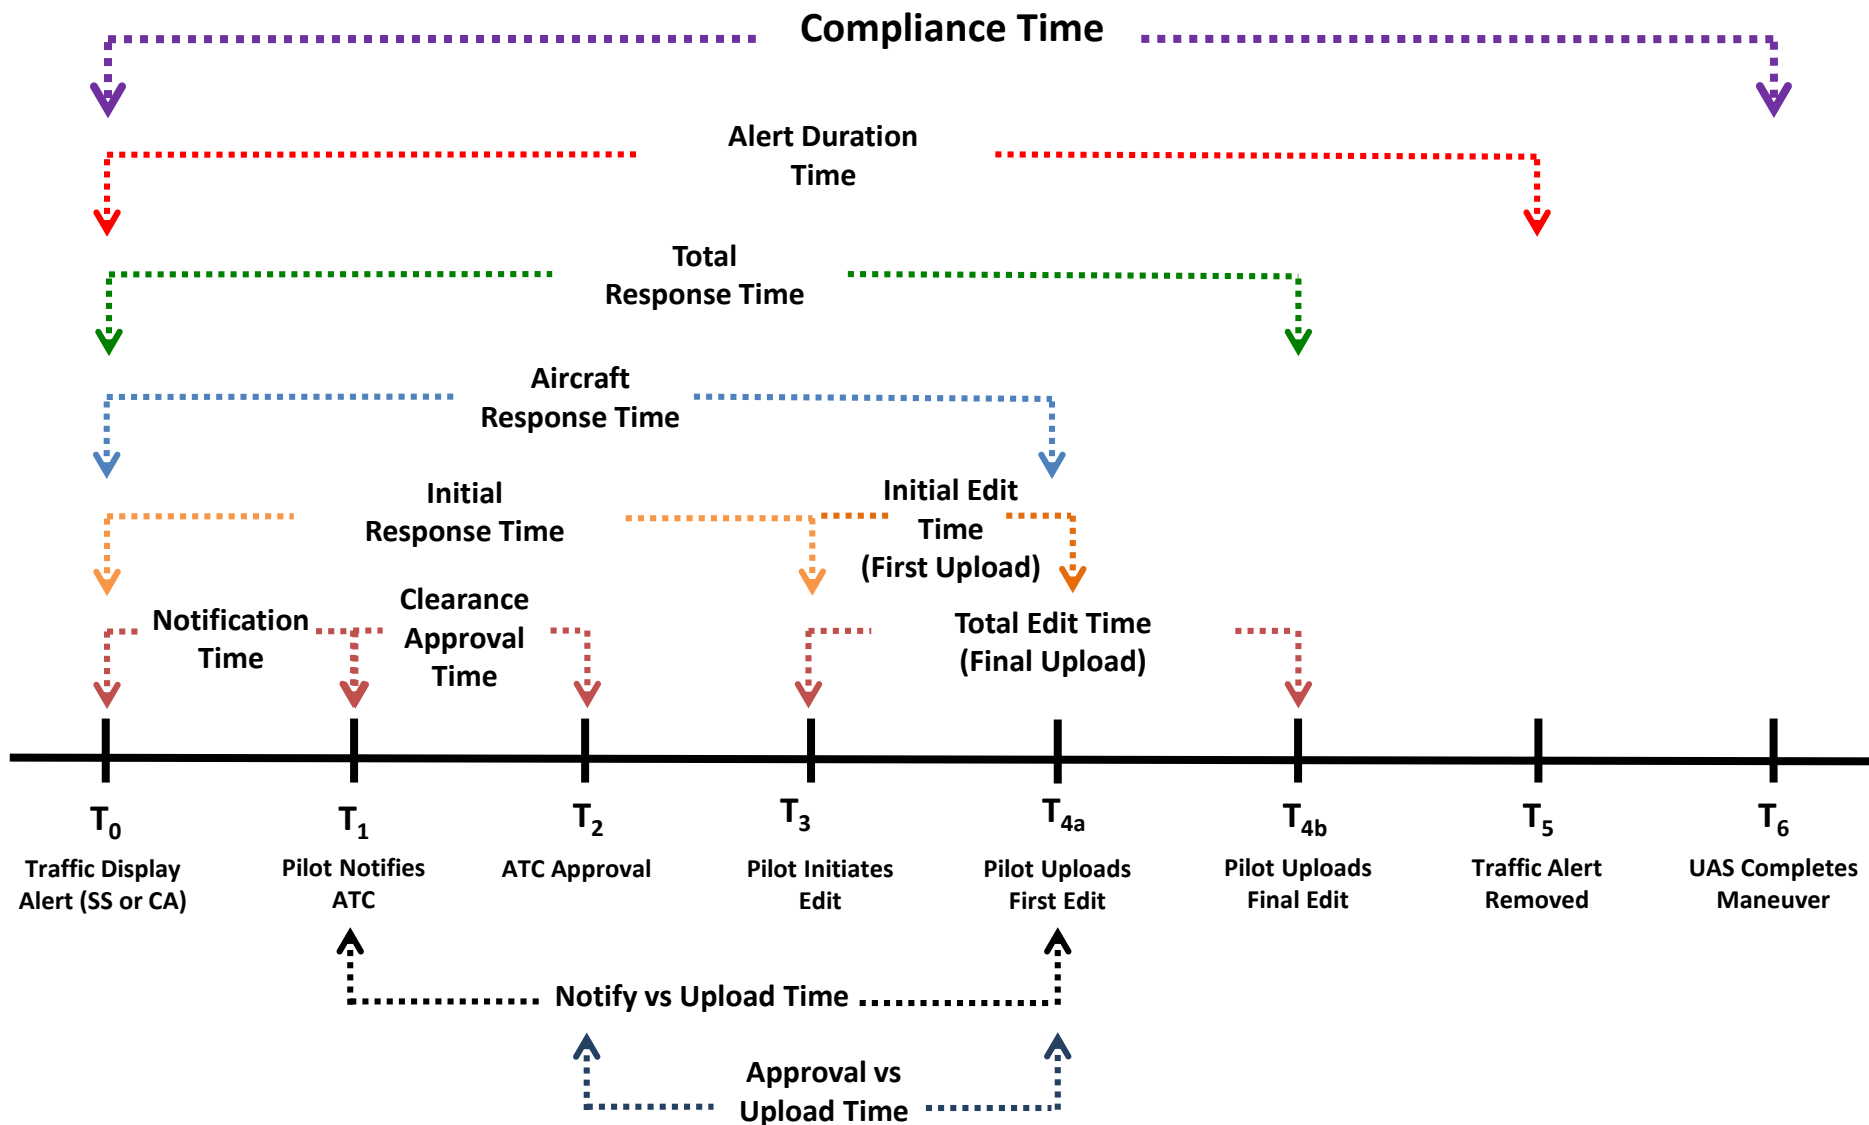 Compliance Time
Alert Duration
Time
Total
Response Time
Aircraft
Response Time
Initial
Response Time
Initial Edit
Time
(First Upload)
Notification
Time
Clearance
Approval
Time
Total Edit Time
(Final Upload)
T0
T1
T2
T3
T4a
T4b
T5
T6
Traffic Display
Alert (SS or CA)
Pilot Notifies
ATC
ATC Approval
Pilot Initiates
Edit
Pilot Uploads
First Edit
Pilot Uploads
Final Edit
Traffic Alert
Removed
UAS Completes
Maneuver
Notify vs Upload Time
Approval vs
Upload Time